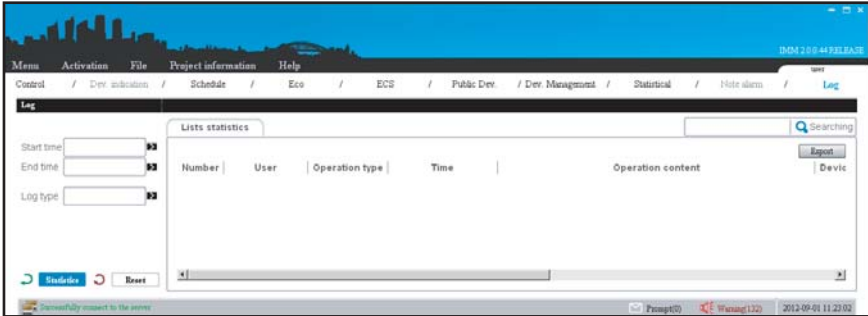 IMM 2.0.0.44 RELEASE
Menu Activation File Project information Help
Control / Dev. indication / Schedule / Eco / ECS / Public Dev. / Dev. Management / Statistical / Note alarm / Log
Log
Lists statistics
Searching
Start time
Export
End time
Number User Operation type Time Operation content Devic
Log type
Statistics Reset
Successfully connect to the server Prompt(0) Warning(132) 2012-09-01 11:23:02